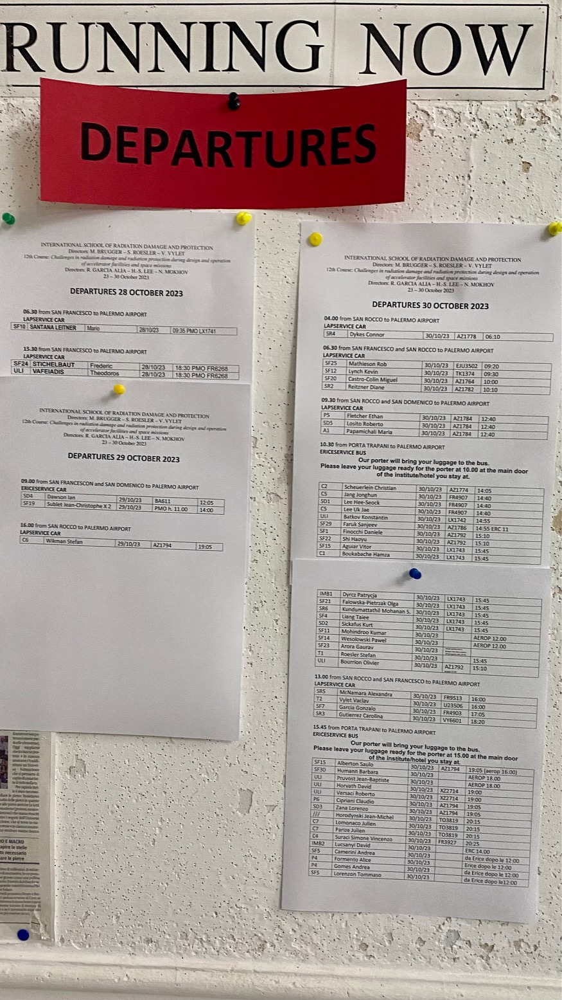 RUNNING NOW
DEPARTURES
INTERNATIONAL SCHOOL OF RADIATION DAMAGE AND PROTECTION
Directors: M. BRUGGER – S. ROESLER – V. VYLET
12th Course: Challenges in radiation damage and radiation protection during design and operation
of accelerator facilities and space missions
Directors: R. GARCIA ALIA – H.-S. LEE – N. MOKHOV
23 – 30 October 2023
DEPARTURES 28 OCTOBER 2023
06.30 from SAN FRANCESCO to PALERMO AIRPORT
LAPSERVICE CAR
SF10 SANTANA LEITNER Mario 28/10/23 09:35 PMO LX1741
15.30 from SAN FRANCESCO to PALERMO AIRPORT
LAPSERVICE CAR
SF24 STICHELBAUT Frederic 28/10/23 18:30 PMO FR6268
ULI VAFEIADIS Theodoros 28/10/23 18:30 PMO FR6268
INTERNATIONAL SCHOOL OF RADIATION DAMAGE AND PROTECTION
Directors: M. BRUGGER – S. ROESLER – V. VYLET
12th Course: Challenges in radiation damage and radiation protection during design and operation
of accelerator facilities and space missions
Directors: R. GARCIA ALIA – H.-S. LEE – N. MOKHOV
23 – 30 October 2023
DEPARTURES 29 OCTOBER 2023
09.00 from SAN FRANCESCON and SAN DOMENICO to PALERMO AIRPORT
ERICESERVICE CAR
SD4 Dawson Ian 29/10/23 BA611 12:05
SF19 Sublet Jean-Christophe X 2 29/10/23 PMO h. 11.00 14:00
16.00 from SAN ROCCO to PALERMO AIRPORT
LAPSERVICE CAR
C6 Wikman Stefan 29/10/23 AZ1794 19:05
INTERNATIONAL SCHOOL OF RADIATION DAMAGE AND PROTECTION
Directors: M. BRUGGER – S. ROESLER – V. VYLET
12th Course: Challenges in radiation damage and radiation protection during design and operation
of accelerator facilities and space missions
Directors: R. GARCIA ALIA – H.-S. LEE – N. MOKHOV
23 – 30 October 2023
DEPARTURES 30 OCTOBER 2023
04.00 from SAN ROCCO to PALERMO AIRPORT
LAPSERVICE CAR
SR4 Dykes Connor 30/10/23 AZ1778 06:10
06.30 from SAN FRANCESCO and SAN ROCCO to PALERMO AIRPORT
LAPSERVICE CAR
SF25 Mathieson Rob 30/10/23 EJU3502 09:20
SF12 Lynch Kevin 30/10/23 TK1374 09:30
SF20 Castro-Colin Miguel 30/10/23 AZ1764 10:00
SR2 Reitzner Diane 30/10/23 AZ1782 10:10
09.30 from SAN ROCCO and SAN DOMENICO to PALERMO AIRPORT
LAPSERVICE CAR
P5 Fletcher Ethan 30/10/23 AZ1784 12:40
SD5 Losito Roberto 30/10/23 AZ1784 12:40
A1 Papamichali Maria 30/10/23 AZ1784 12:40
10.30 from PORTA TRAPANI to PALERMO AIRPORT
ERICESERVICE BUS
Our porter will bring your luggage to the bus.
Please leave your luggage ready for the porter at 10.00 at the main door
of the institute/hotel you stay at.
C2 Scheuerlein Christian 30/10/23 AZ1774 14:05
C5 Jang Jonghun 30/10/23 FR4907 14:40
SD1 Lee Hee-Seock 30/10/23 FR4907 14:40
C5 Lee Uk Jae 30/10/23 FR4907 14:40
ULI Batkov Konstantin 30/10/23 LX1742 14:55
SF29 Faruk Sanjeev 30/10/23 AZ1786 14:55 ERC 11
SF1 Finocchi Daniele 30/10/23 AZ1792 15:10
SF22 Shi Haoyu 30/10/23 AZ1792 15:10
SF15 Aguiar Vitor 30/10/23 LX1743 15:45
C1 Boukabache Hamza 30/10/23 LX1743 15:45
IMB1 Dyrcz Patrycja 30/10/23 LX1743 15:45
SF21 Falowska-Pietrzak Olga 30/10/23 LX1743 15:45
SR6 Kundumattathil Mohanan S. 30/10/23 LX1743 15:45
SF4 Liang Taiee 30/10/23 LX1743 15:45
SD2 Sickafus Kurt 30/10/23 LX1743 15:45
SF11 Mohindroo Kumar 30/10/23 AEROP 12.00
SF14 Wesolowski Pawel 30/10/23 AEROP 12.00
SF23 Arora Gaurav 30/10/23
T1 Roesler Stefan 30/10/23 15:45
ULI Bourrion Olivier 30/10/23 AZ1792 15:10
13.00 from SAN ROCCO and SAN FRANCESCO to PALERMO AIRPORT
LAPSERVICE CAR
SR5 McNamara Alexandra 30/10/23 FR9513 16:00
T2 Vylet Vaclav 30/10/23 U23506 16:00
SF7 Garcia Gonzalo 30/10/23 FR4903 17:05
SR3 Gutierrez Carolina 30/10/23 VY6601 18:20
15.45 from PORTA TRAPANI to PALERMO AIRPORT
ERICESERVICE BUS
Our porter will bring your luggage to the bus.
Please leave your luggage ready for the porter at 15.00 at the main door
of the institute/hotel you stay at.
SF15 Alberton Saulo 30/10/23 AZ1794 19:05 (aerop 16.00)
SF30 Humann Barbara 30/10/23 AEROP 18.00
ULI Pruvost Jean-Baptiste 30/10/23 AEROP 18.00
ULI Horvath David 30/10/23 XZ2714 19:00
ULI Versaci Roberto 30/10/23 XZ2714 19:00
P6 Cipriani Claudio 30/10/23 AZ1794 19:05
SD3 Zana Lorenzo 30/10/23 AZ1794 19:05
/// Horodynski Jean-Michel 30/10/23 TO3819 20:15
C7 Lomonaco Julien 30/10/23 TO3819 20:15
C7 Parize Julien 30/10/23 TO3819 20:15
C4 Suraci Simone Vincenzo 30/10/23 FR3927 20:25
IMB2 Lucsanyi David 30/10/23 ERC 14.00
SF5 Camerini Andrea 30/10/23 da Erice dopo le 12:00
P4 Formento Alice 30/10/23 Erice dopo le 12:00
P4 Gomes Andrea 30/10/23 da Erice dopo le 12:00
SF5 Lorenzon Tommaso 30/10/23 da Erice dopo le12:00
O E MACRO
apire le stelle
to necessario
are le pietre